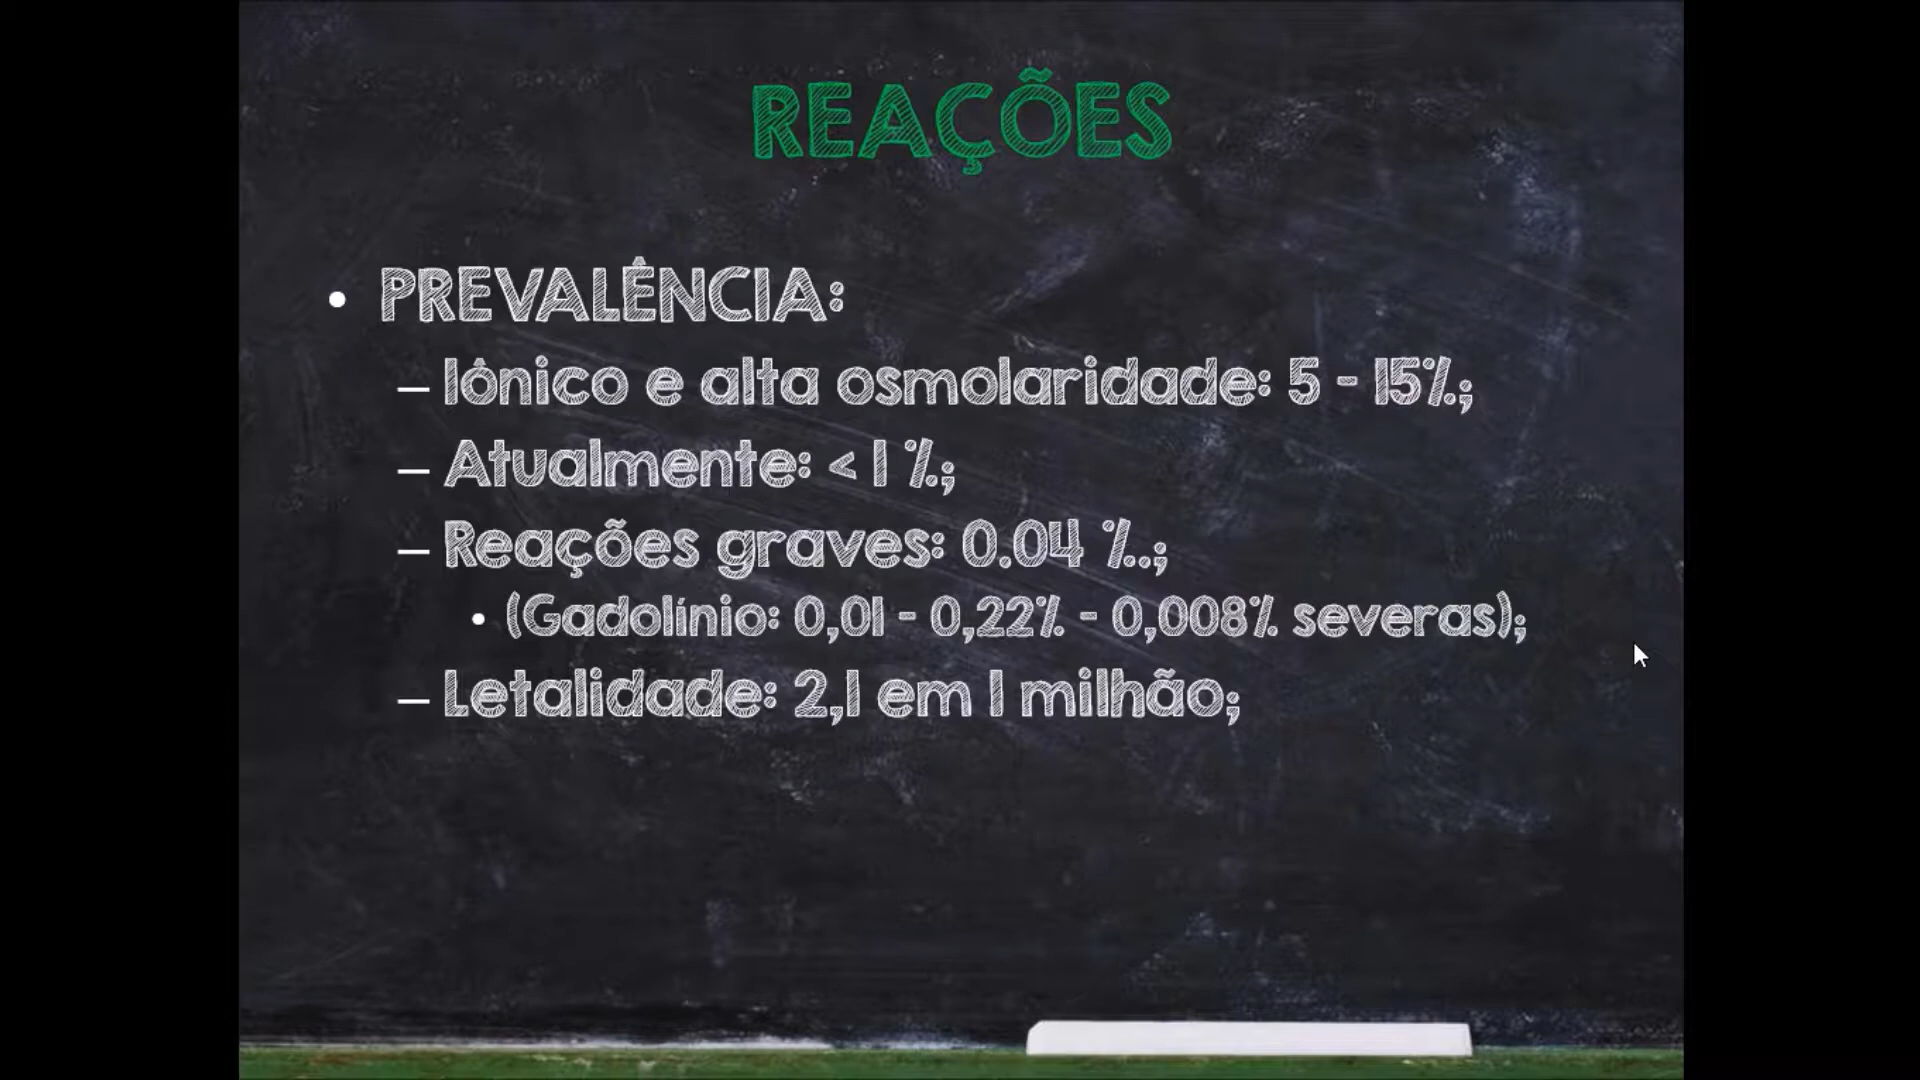 REAÇÕES
• PREVALÊNCIA:
– Iônico e alta osmolaridade: 5 - 15%;
– Atualmente: < 1 %;
– Reações graves: 0.04 %.;
• (Gadolínio: 0,01 - 0,22% - 0,008% severas);
– Letalidade: 2,1 em 1 milhão;